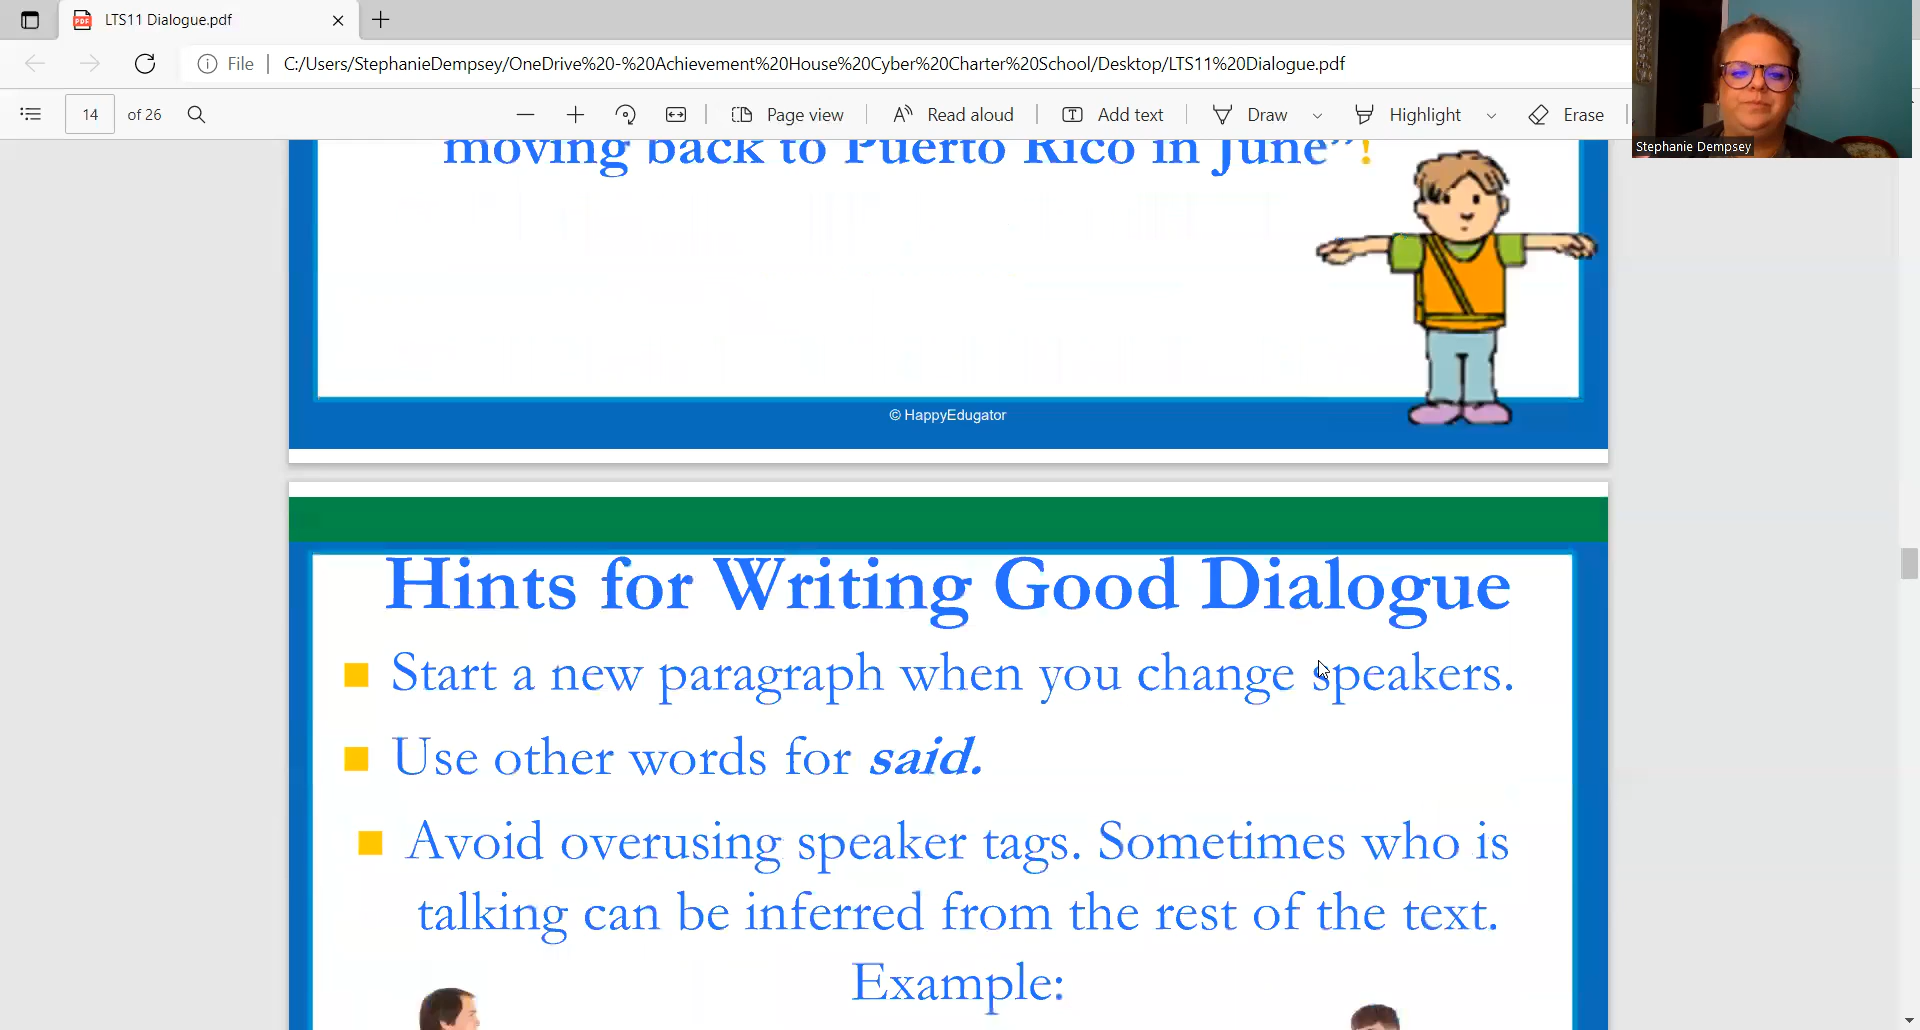 LTS11 Dialogue.pdf
File
C:/Users/StephanieDempsey/OneDrive%20-%20Achievement%20House%20Cyber%20Charter%20School/Desktop/LTS11%20Dialogue.pdf
14 of 26
Page view
Read aloud
Add text
Draw
Highlight
Erase
Stephanie Dempsey
moving back to Puerto Rico in June”!
© HappyEdugator
Hints for Writing Good Dialogue
Start a new paragraph when you change speakers.
Use other words for said.
Avoid overusing speaker tags. Sometimes who is
talking can be inferred from the rest of the text.
Example: